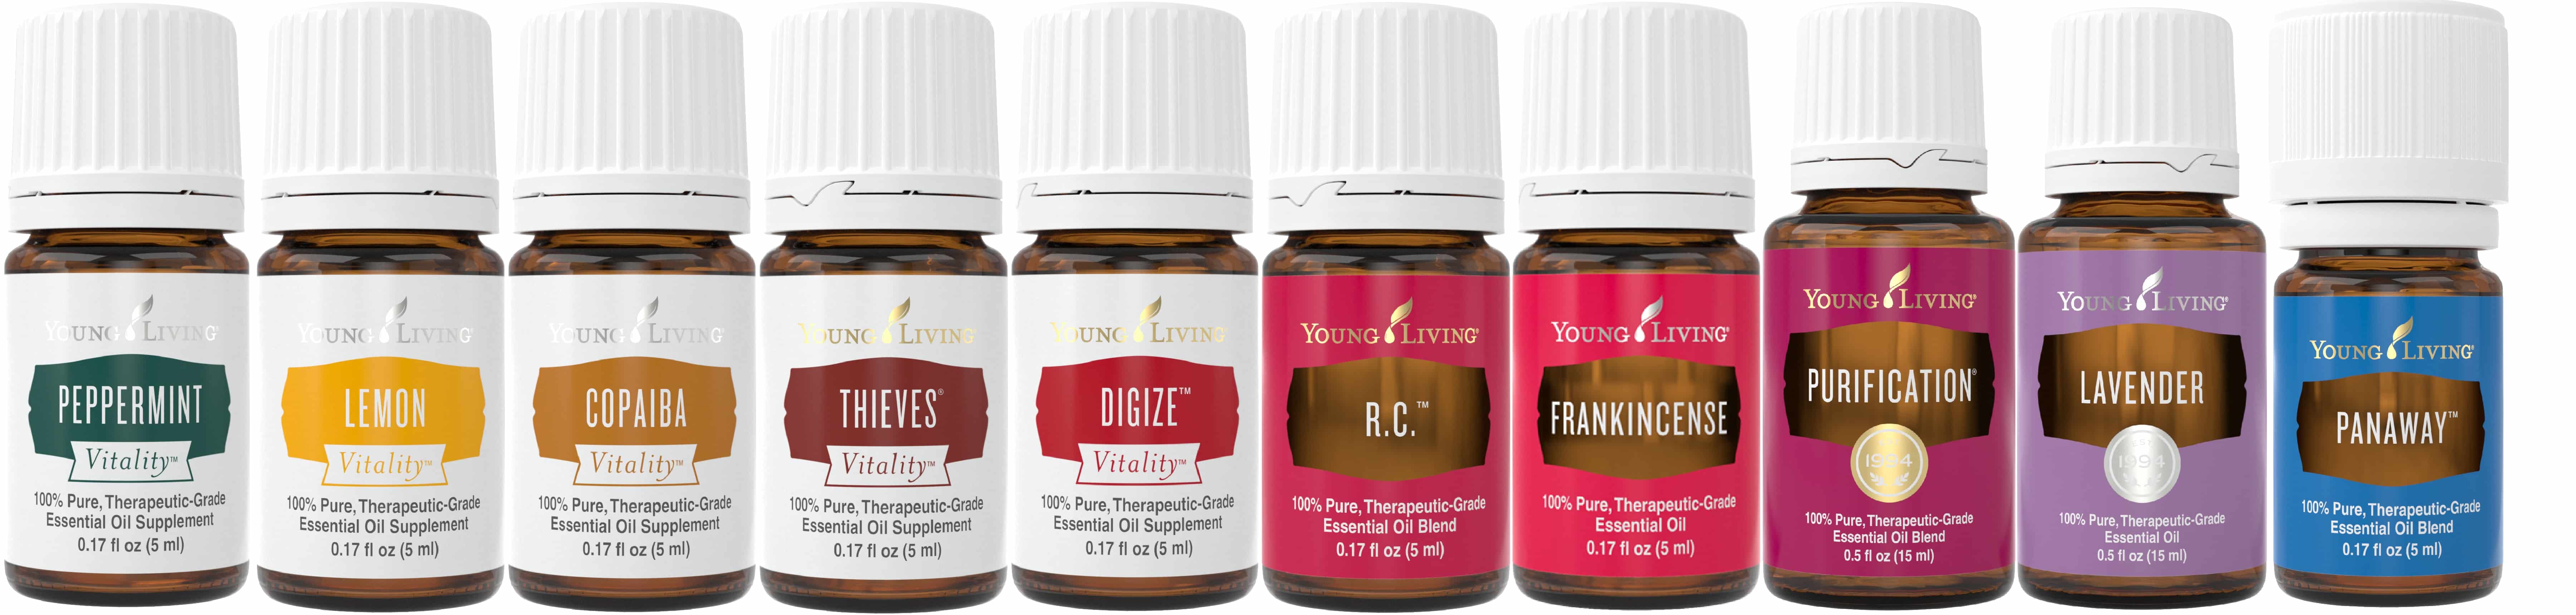 YOUNG LIVING®
PEPPERMINT
Vitality™
100% Pure, Therapeutic-Grade
Essential Oil Supplement
0.17 fl oz (5 ml)
YOUNG LIVING®
LEMON
Vitality™
100% Pure, Therapeutic-Grade
Essential Oil Supplement
0.17 fl oz (5 ml)
YOUNG LIVING®
COPAIBA
Vitality™
100% Pure, Therapeutic-Grade
Essential Oil Supplement
0.17 fl oz (5 ml)
YOUNG LIVING®
THIEVES®
Vitality™
100% Pure, Therapeutic-Grade
Essential Oil Supplement
0.17 fl oz (5 ml)
YOUNG LIVING®
DIGIZE™
Vitality™
100% Pure, Therapeutic-Grade
Essential Oil Supplement
0.17 fl oz (5 ml)
YOUNG LIVING®
R.C.™
100% Pure, Therapeutic-Grade
Essential Oil Blend
0.17 fl oz (5 ml)
YOUNG LIVING®
FRANKINCENSE
100% Pure, Therapeutic-Grade
Essential Oil
0.17 fl oz (5 ml)
YOUNG LIVING®
PURIFICATION®
1994
100% Pure, Therapeutic-Grade
Essential Oil Blend
0.5 fl oz (15 ml)
YOUNG LIVING®
LAVENDER
EST
1994
100% Pure, Therapeutic-Grade
Essential Oil
0.5 fl oz (15 ml)
YOUNG LIVING®
PANAWAY™
100% Pure, Therapeutic-Grade
Essential Oil Blend
0.17 fl oz (5 ml)